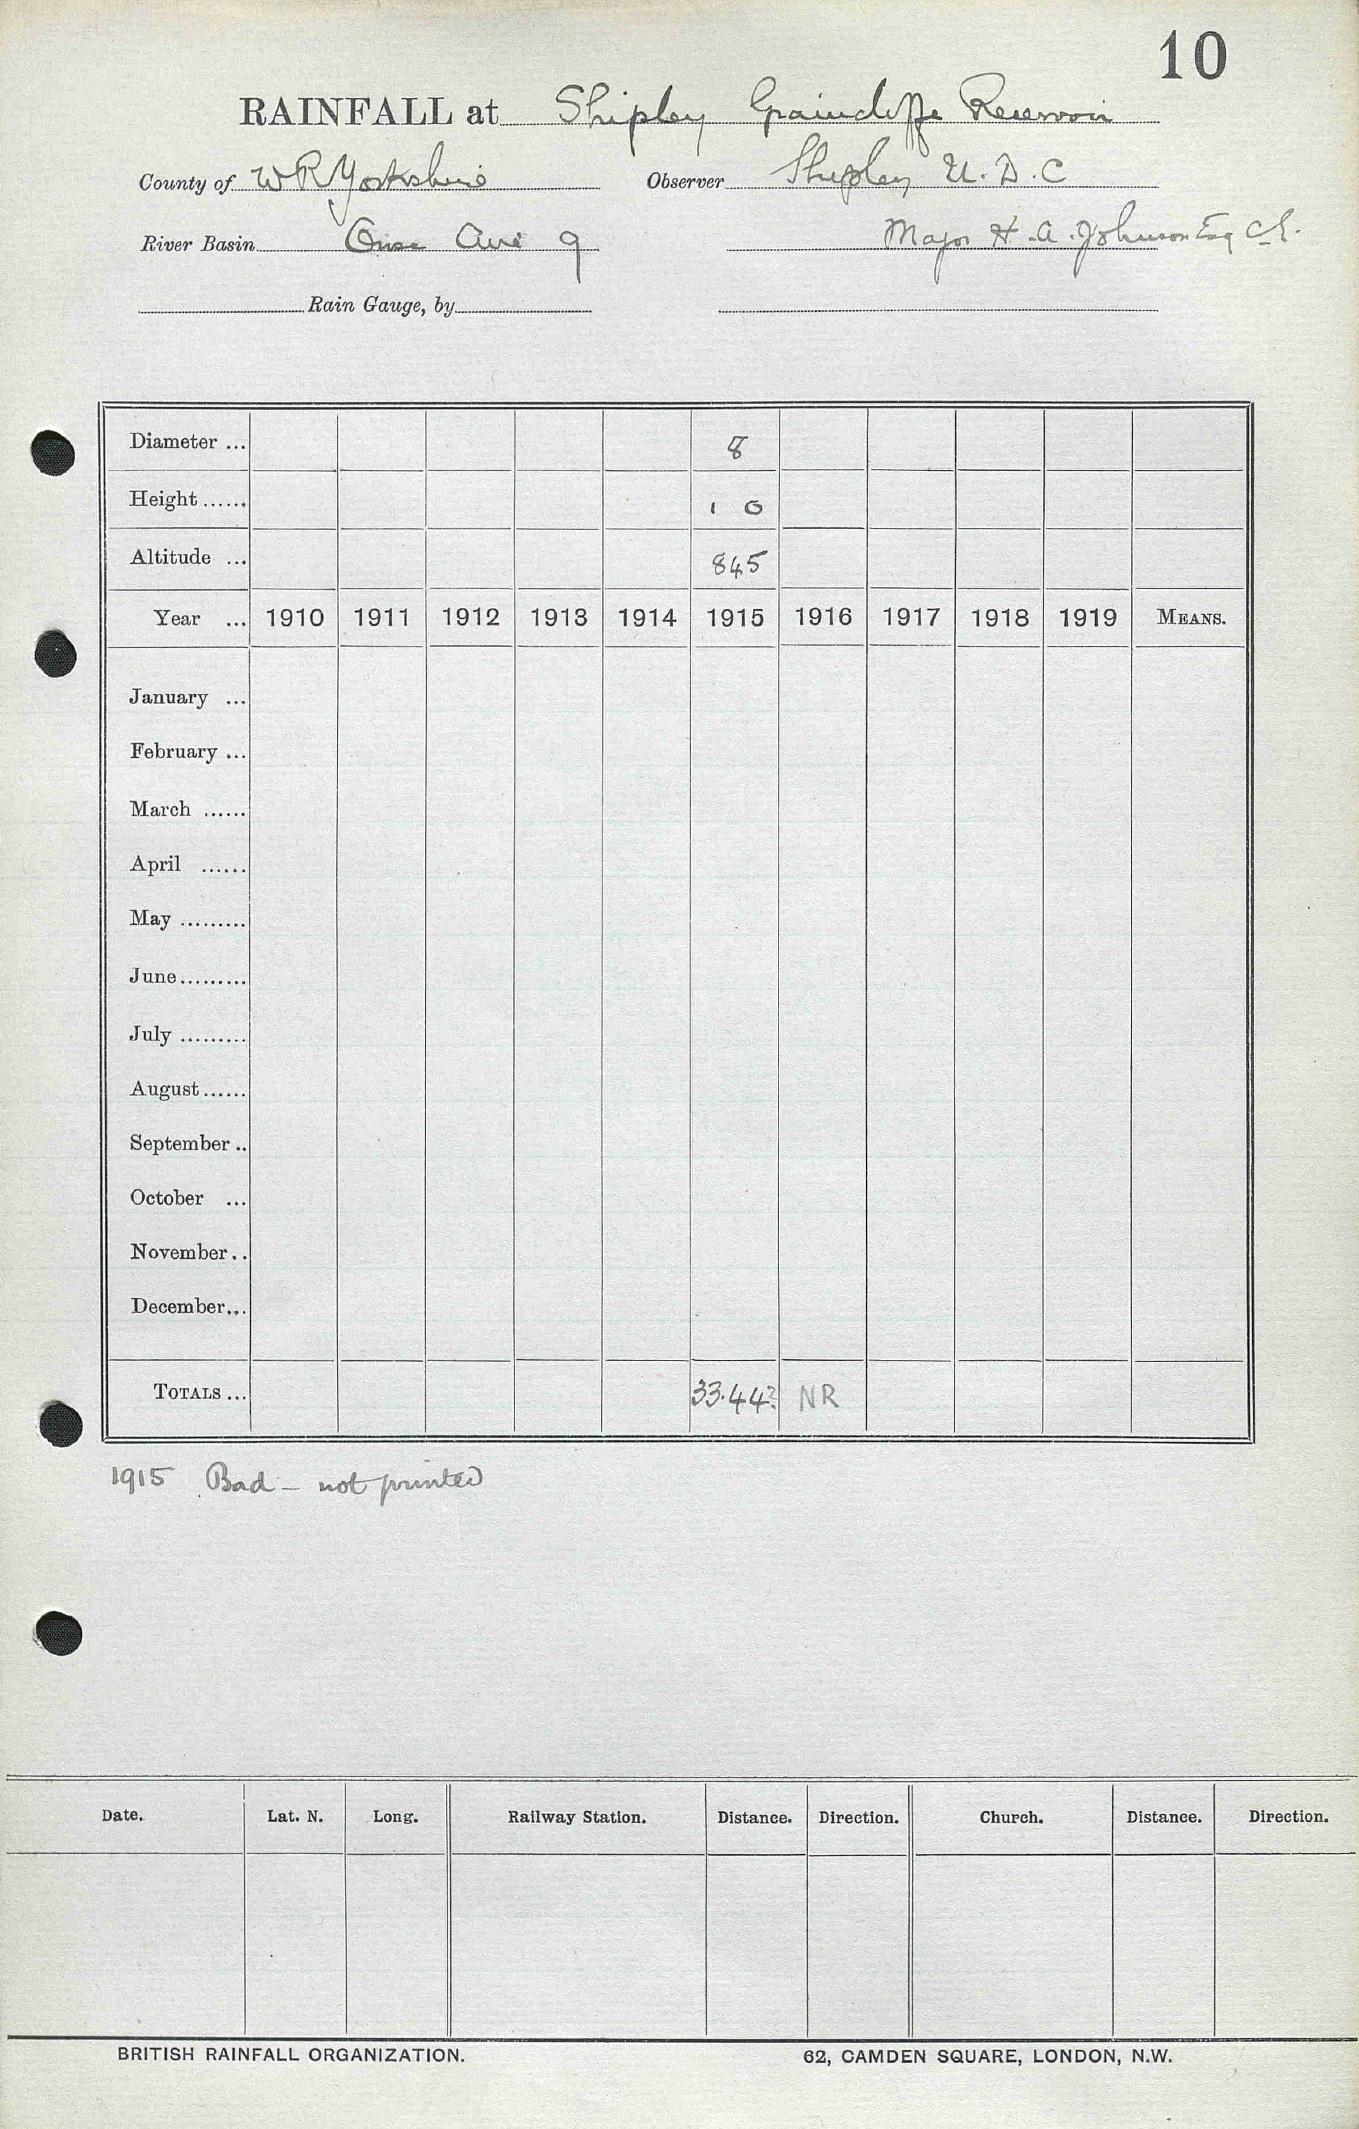 10
RAINFALL at Shipley Graincliffe Reservoir
County of W R Yorkshire Observer Shipley U.D.C
River Basin Ouse Aire 9 Major H.A. Johnson Esq C.E.
Rain Gauge, by
Diameter ... 8
Height ...... 1 0
Altitude ... 845
Year ... 1910 1911 1912 1913 1914 1915 1916 1917 1918 1919 MEANS.
January ...
February ...
March ......
April ......
May .........
June .........
July .........
August ......
September ..
October ...
November ..
December ...
TOTALS ... 33.44? NR
1915 Bad – not printed
Date. Lat. N. Long. Railway Station. Distance. Direction. Church. Distance. Direction.
BRITISH RAINFALL ORGANIZATION. 62, CAMDEN SQUARE, LONDON, N.W.